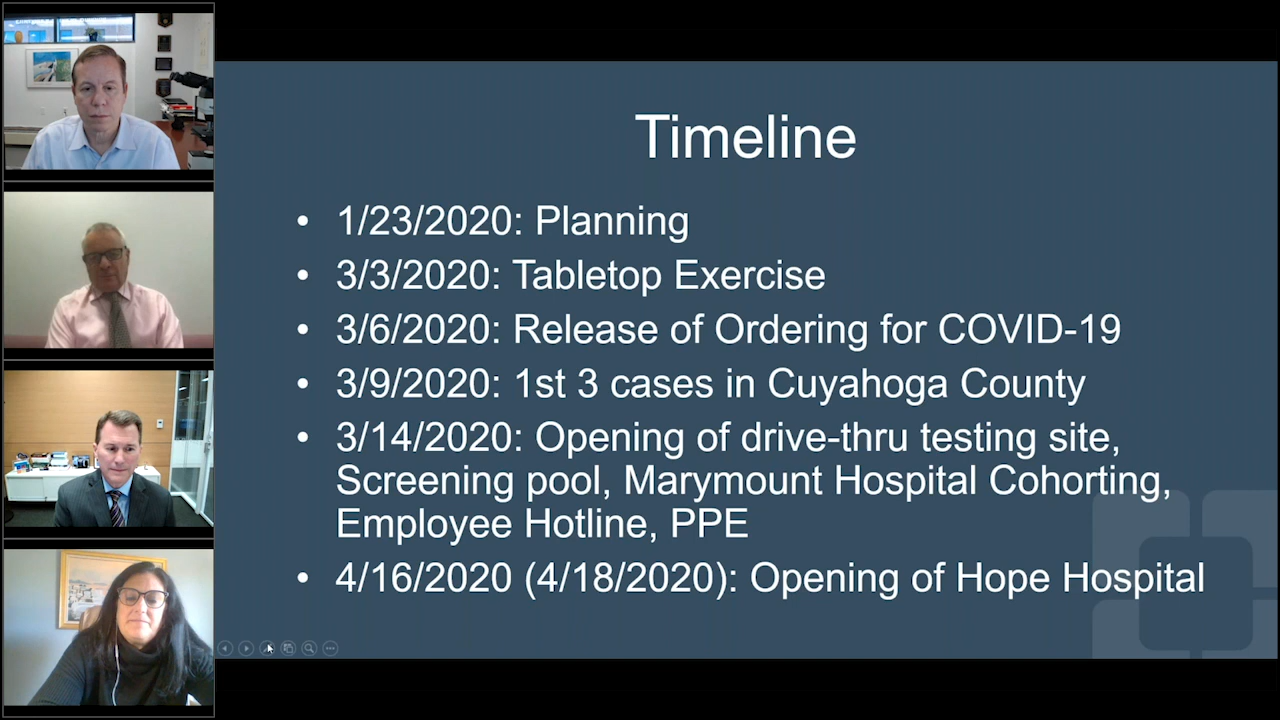 Timeline
• 1/23/2020: Planning
• 3/3/2020: Tabletop Exercise
• 3/6/2020: Release of Ordering for COVID-19
• 3/9/2020: 1st 3 cases in Cuyahoga County
• 3/14/2020: Opening of drive-thru testing site,
Screening pool, Marymount Hospital Cohorting,
Employee Hotline, PPE
• 4/16/2020 (4/18/2020): Opening of Hope Hospital